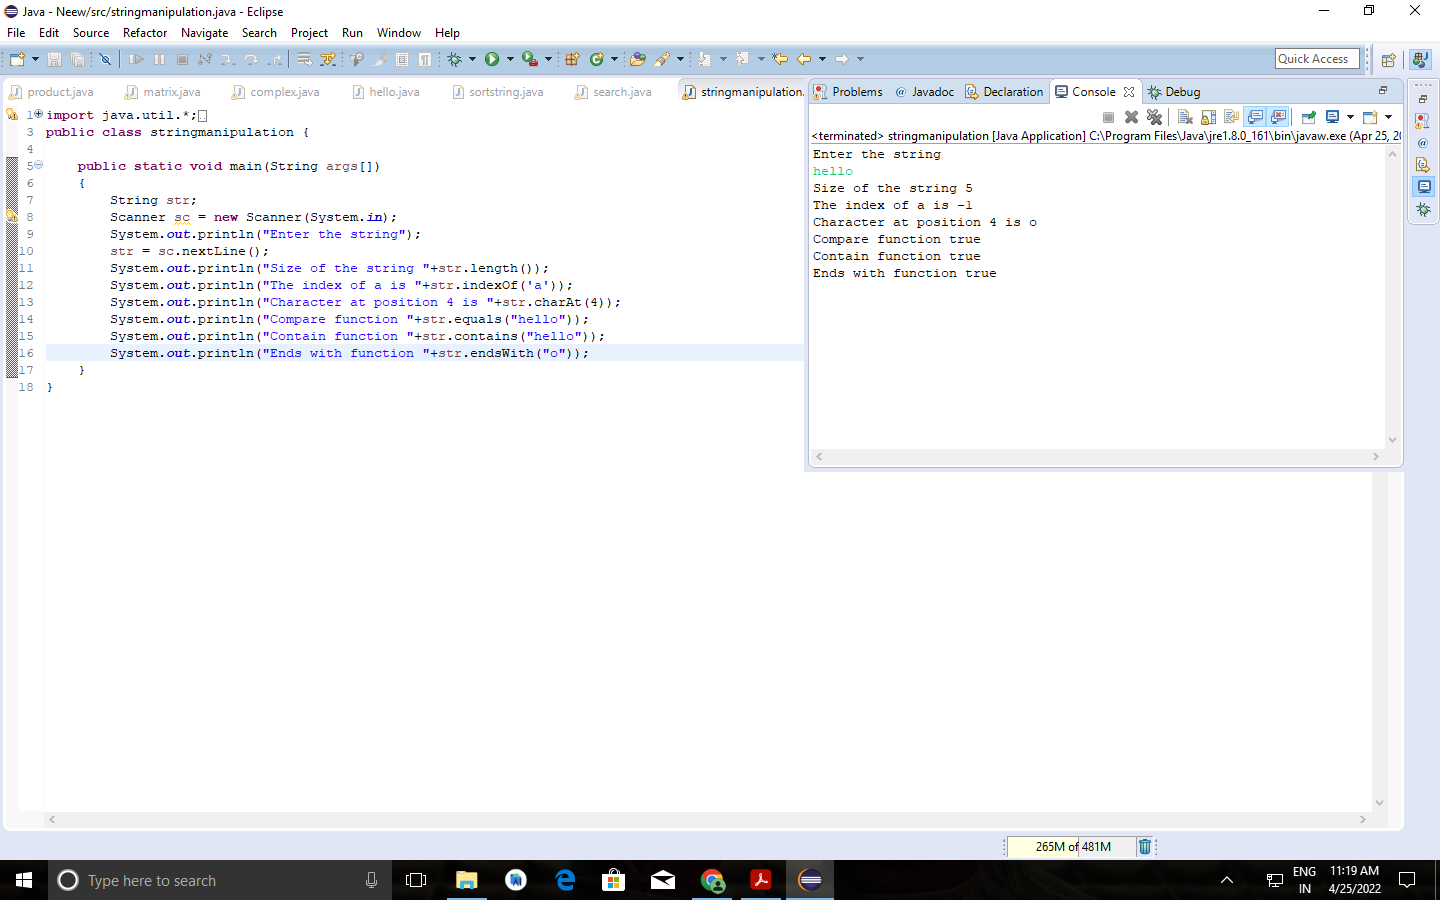 Java - Neew/src/stringmanipulation.java - Eclipse
File Edit Source Refactor Navigate Search Project Run Window Help
Quick Access
product.java matrix.java complex.java hello.java sortstring.java search.java stringmanipulation.
1 import java.util.*;
3 public class stringmanipulation {
4
5 public static void main(String args[])
6 {
7 String str;
8 Scanner sc = new Scanner(System.in);
9 System.out.println("Enter the string");
10 str = sc.nextLine();
11 System.out.println("Size of the string "+str.length());
12 System.out.println("The index of a is "+str.indexOf('a'));
13 System.out.println("Character at position 4 is "+str.charAt(4));
14 System.out.println("Compare function "+str.equals("hello"));
15 System.out.println("Contain function "+str.contains("hello"));
16 System.out.println("Ends with function "+str.endsWith("o"));
17 }
18 }
Problems @ Javadoc Declaration Console Debug
<terminated> stringmanipulation [Java Application] C:\Program Files\Java\jre1.8.0_161\bin\javaw.exe (Apr 25, 20
Enter the string
hello
Size of the string 5
The index of a is -1
Character at position 4 is o
Compare function true
Contain function true
Ends with function true
265M of 481M
Type here to search
ENG 11:19 AM
IN 4/25/2022